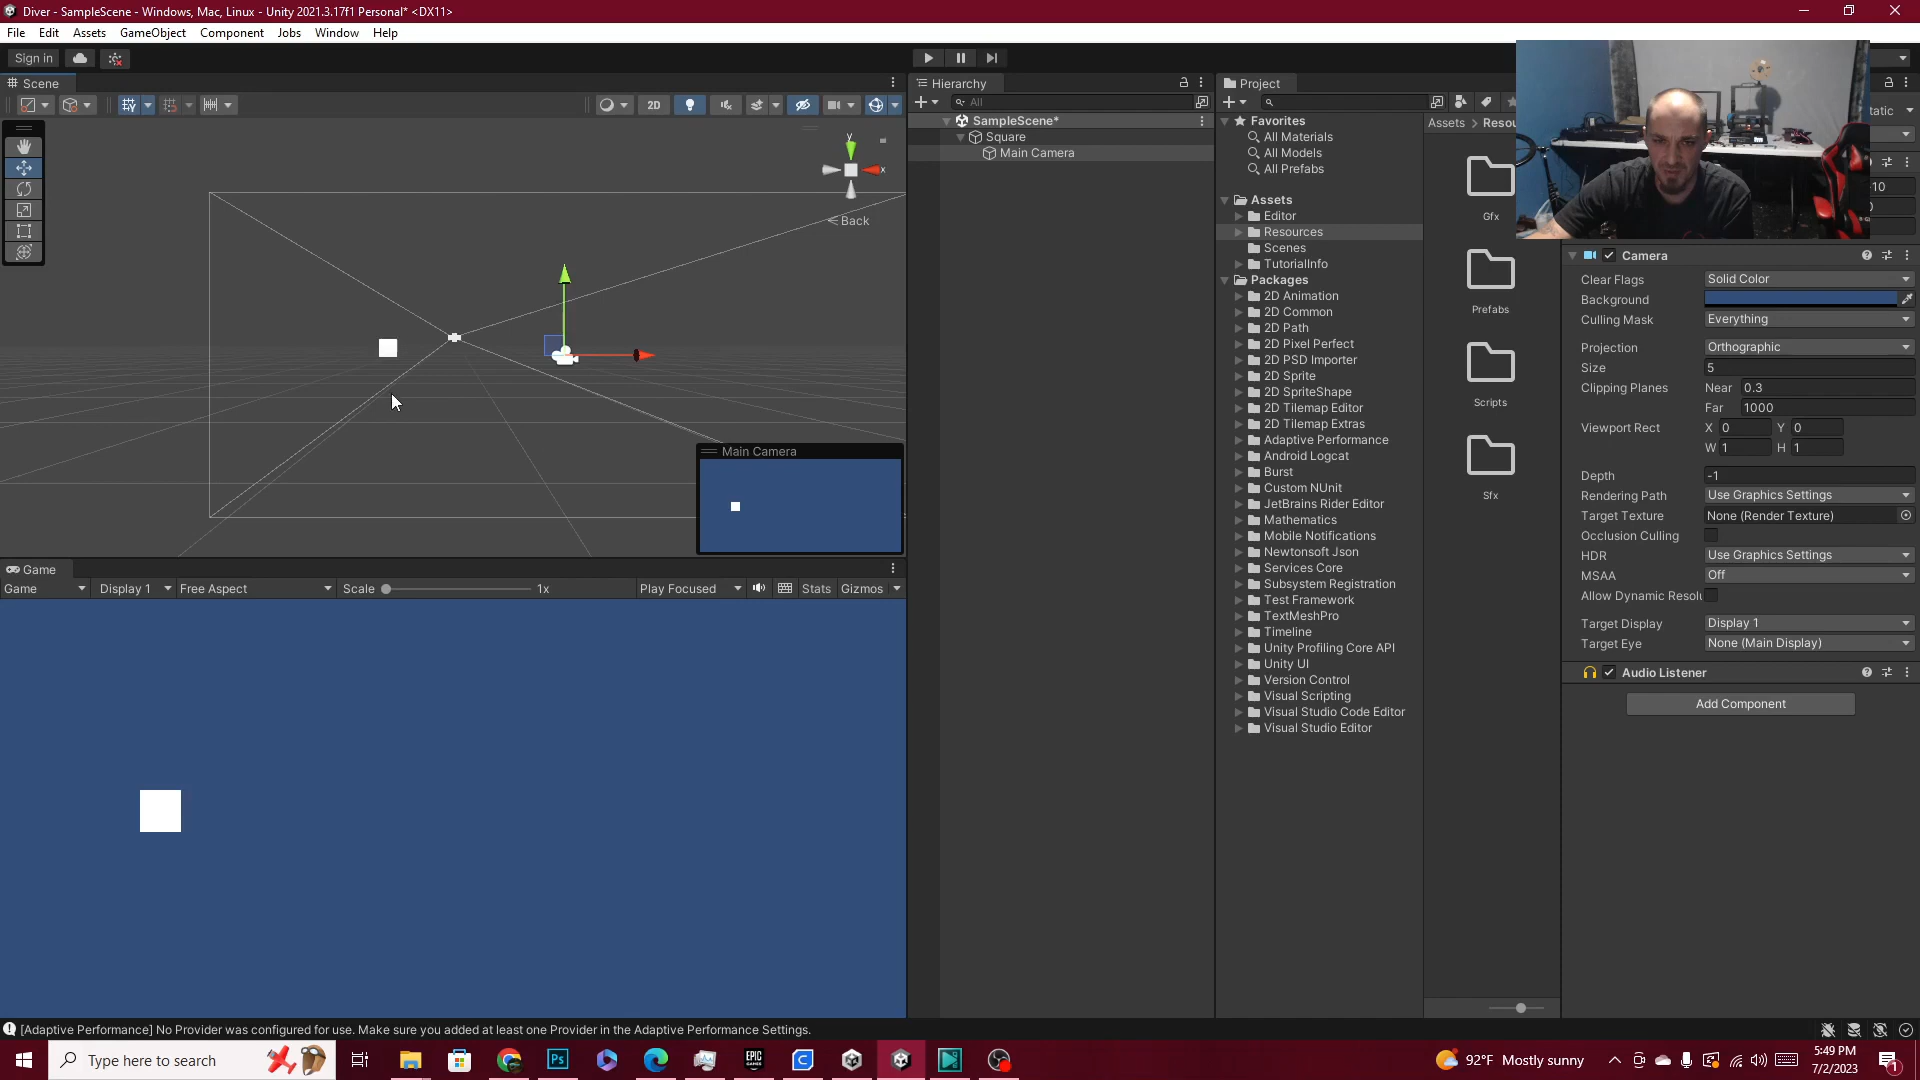 Diver - SampleScene - Windows, Mac, Linux - Unity 2021.3.17f1 Personal* <DX11>
File Edit Assets GameObject Component Jobs Window Help
Sign in
Scene
2D
y
x
Back
Main Camera
Game
Game Display 1 Free Aspect Scale 1x Play Focused Stats Gizmos
Hierarchy
All
SampleScene*
Square
Main Camera
Project
Favorites
All Materials
All Models
All Prefabs
Assets
Editor
Resources
Scenes
TutorialInfo
Packages
2D Animation
2D Common
2D Path
2D Pixel Perfect
2D PSD Importer
2D Sprite
2D SpriteShape
2D Tilemap Editor
2D Tilemap Extras
Adaptive Performance
Android Logcat
Burst
Custom NUnit
JetBrains Rider Editor
Mathematics
Mobile Notifications
Newtonsoft Json
Services Core
Subsystem Registration
Test Framework
TextMeshPro
Timeline
Unity Profiling Core API
Unity UI
Version Control
Visual Scripting
Visual Studio Code Editor
Visual Studio Editor
Assets > Resou
Gfx
Prefabs
Scripts
Sfx
tatic
10
Camera
Clear Flags Solid Color
Background
Culling Mask Everything
Projection Orthographic
Size 5
Clipping Planes Near 0.3
Far 1000
Viewport Rect X 0 Y 0
W 1 H 1
Depth -1
Rendering Path Use Graphics Settings
Target Texture None (Render Texture)
Occlusion Culling
HDR Use Graphics Settings
MSAA Off
Allow Dynamic Resolu
Target Display Display 1
Target Eye None (Main Display)
Audio Listener
Add Component
[Adaptive Performance] No Provider was configured for use. Make sure you added at least one Provider in the Adaptive Performance Settings.
Type here to search
Ps
EPIC GAMES
92°F Mostly sunny
5:49 PM
7/2/2023
1